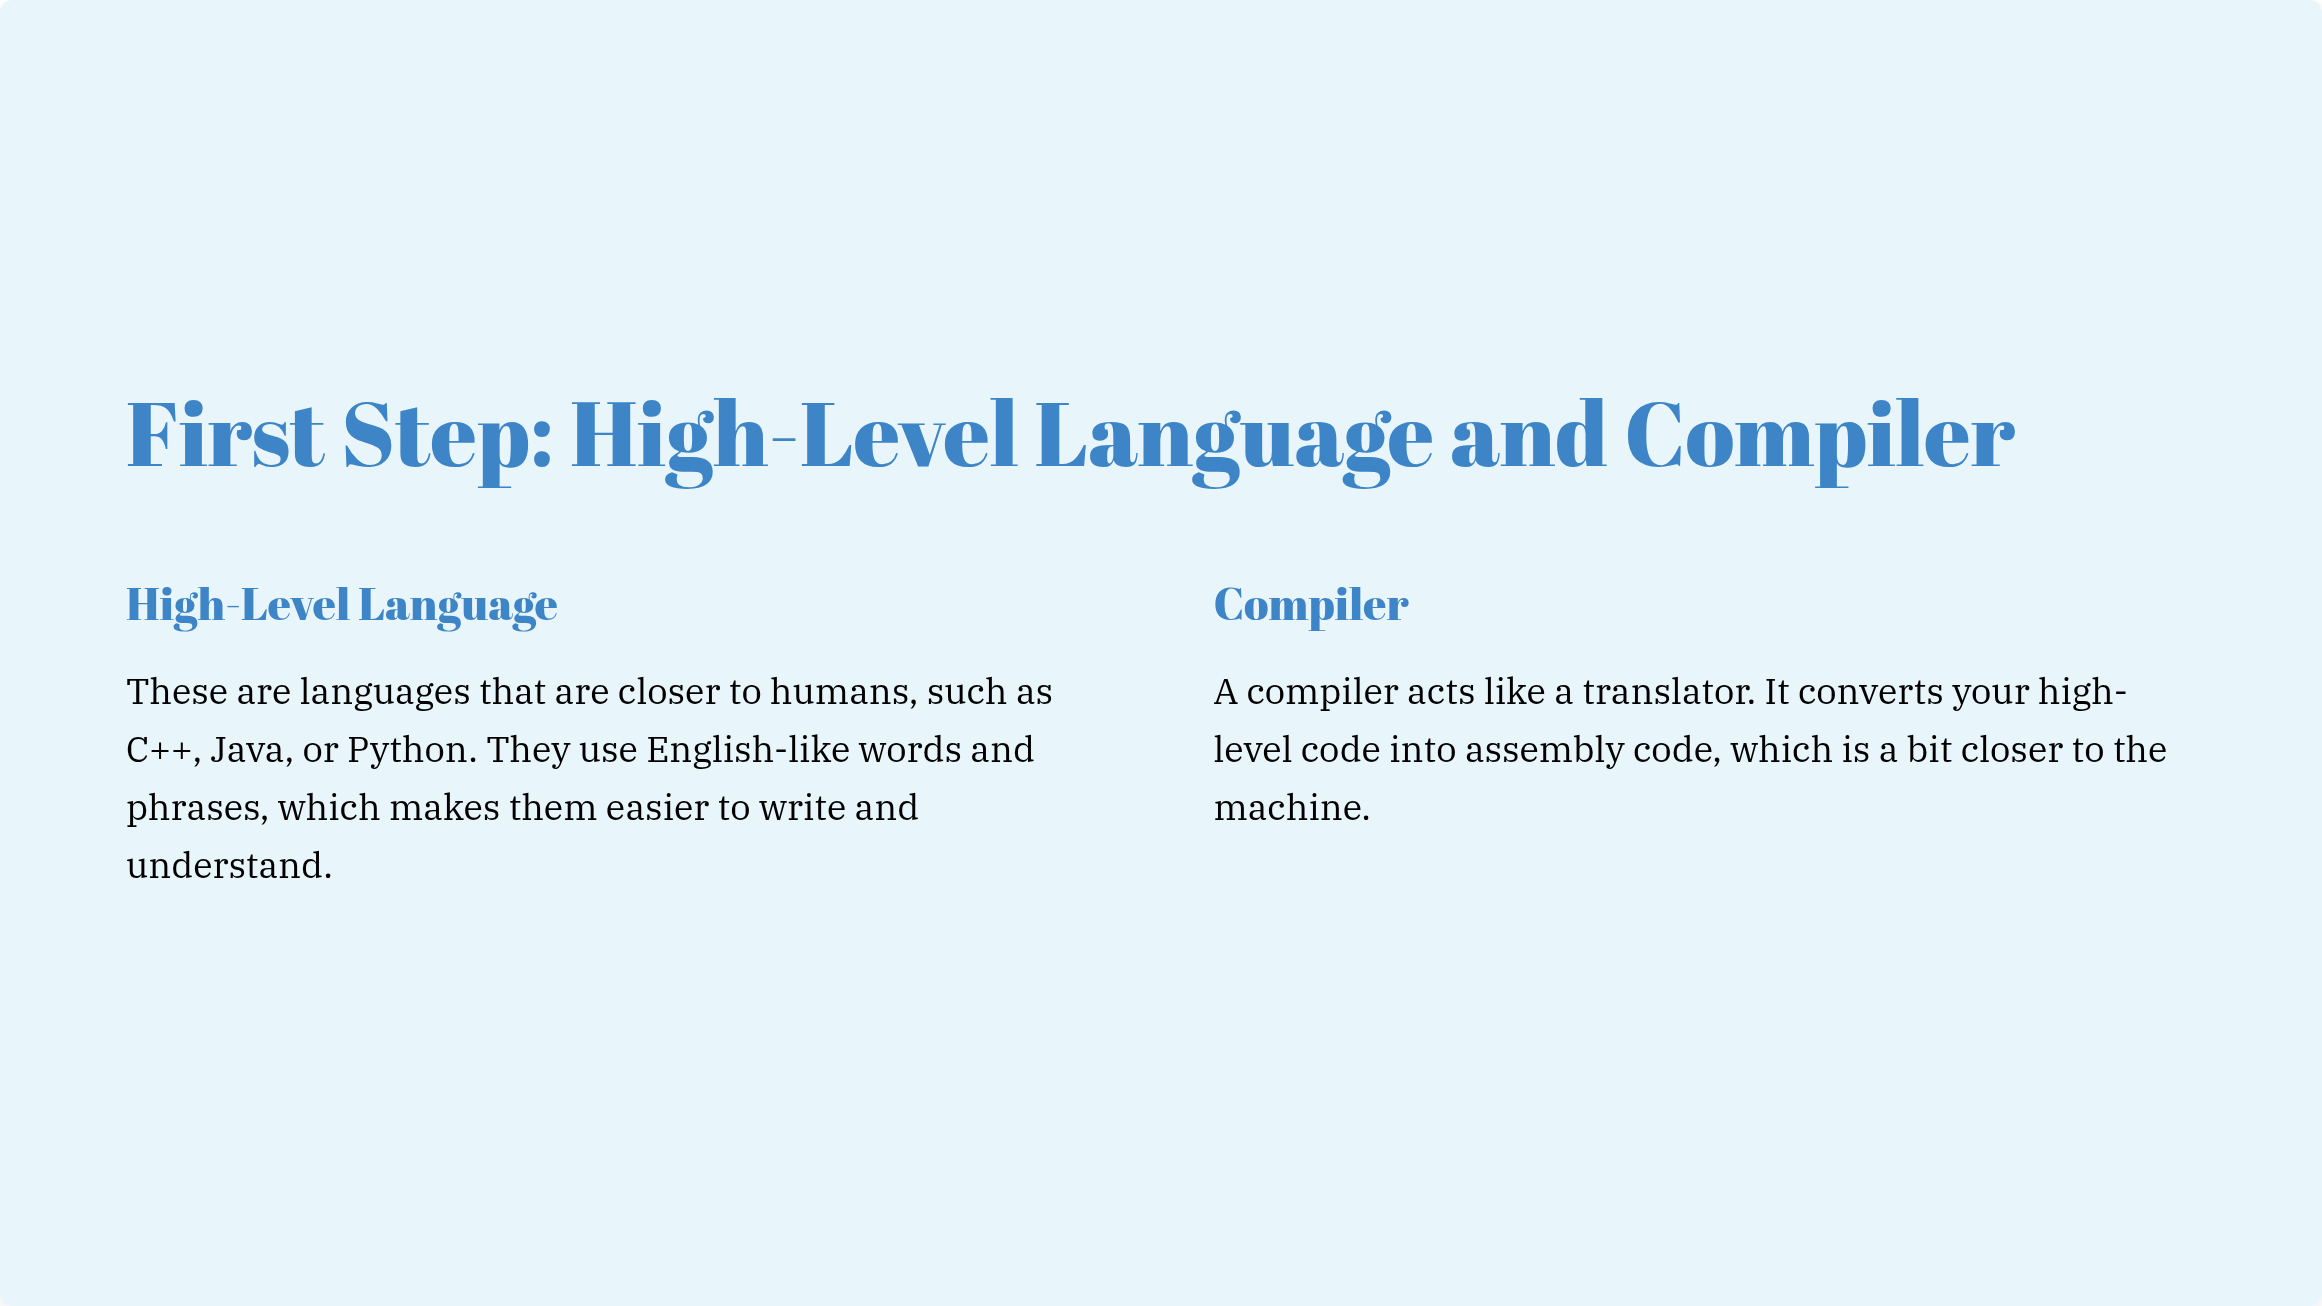 First Step: High-Level Language and Compiler
High-Level Language
These are languages that are closer to humans, such as
C++, Java, or Python. They use English-like words and
phrases, which makes them easier to write and
understand.
Compiler
A compiler acts like a translator. It converts your high-
level code into assembly code, which is a bit closer to the
machine.